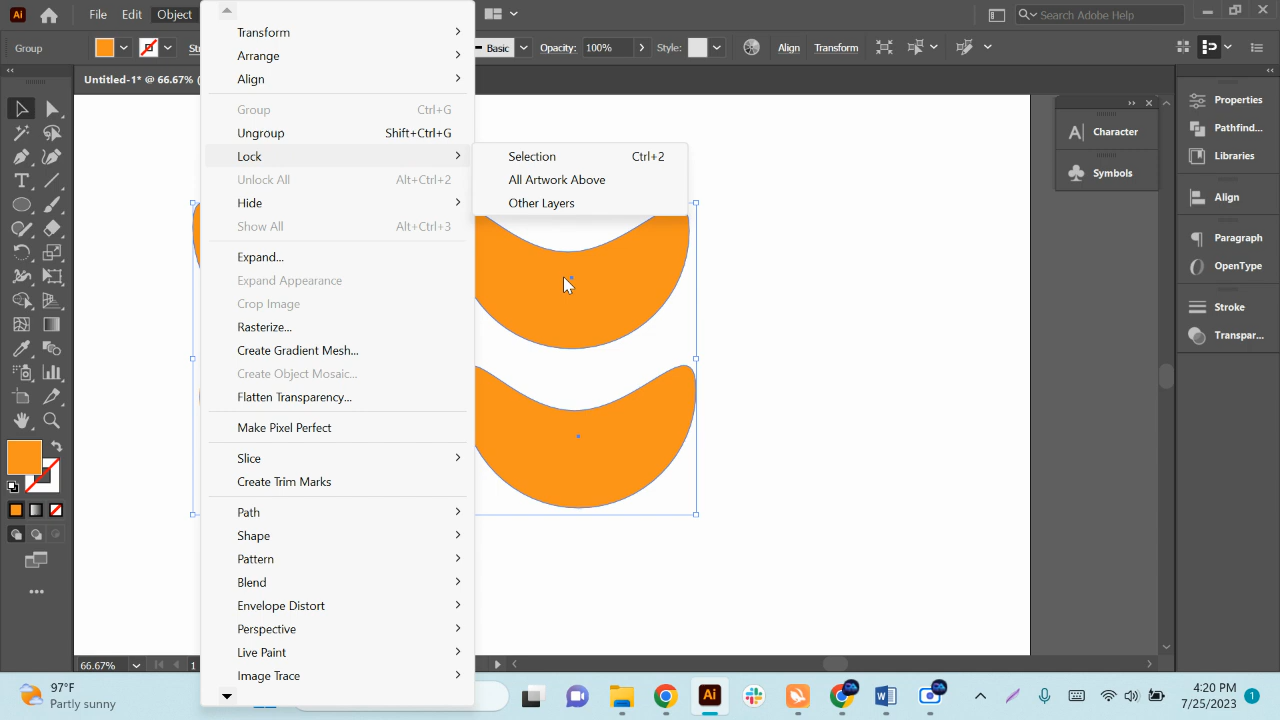 Ai File Edit Object Search Adobe Help
Group Basic Opacity: 100% Style: Align Transform
Untitled-1* @ 66.67%
Transform
Arrange
Align
Group Ctrl+G
Ungroup Shift+Ctrl+G
Lock
Unlock All Alt+Ctrl+2
Hide
Show All Alt+Ctrl+3
Expand...
Expand Appearance
Crop Image
Rasterize...
Create Gradient Mesh...
Create Object Mosaic...
Flatten Transparency...
Make Pixel Perfect
Slice
Create Trim Marks
Path
Shape
Pattern
Blend
Envelope Distort
Perspective
Live Paint
Image Trace
Selection Ctrl+2
All Artwork Above
Other Layers
Character
Symbols
Properties
Pathfind...
Libraries
Align
Paragraph
OpenType
Stroke
Transpar...
66.67% 1
97°F
Partly sunny
Ai
4:20 PM
7/25/2023
1